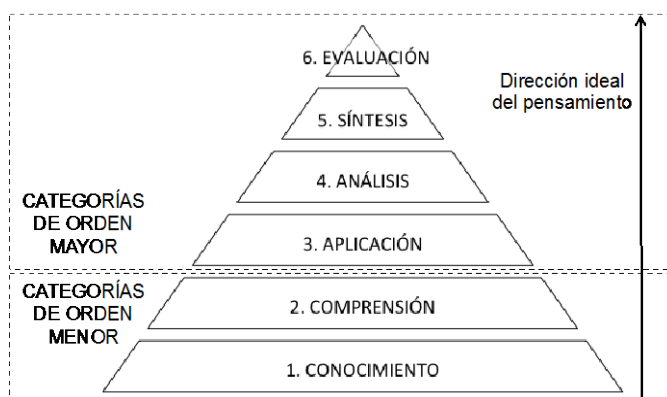 6. EVALUACIÓN
Dirección ideal
del pensamiento
5. SÍNTESIS
4. ANÁLISIS
CATEGORÍAS
DE ORDEN
MAYOR
3. APLICACIÓN
CATEGORÍAS
DE ORDEN
MENOR
2. COMPRENSIÓN
1. CONOCIMIENTO